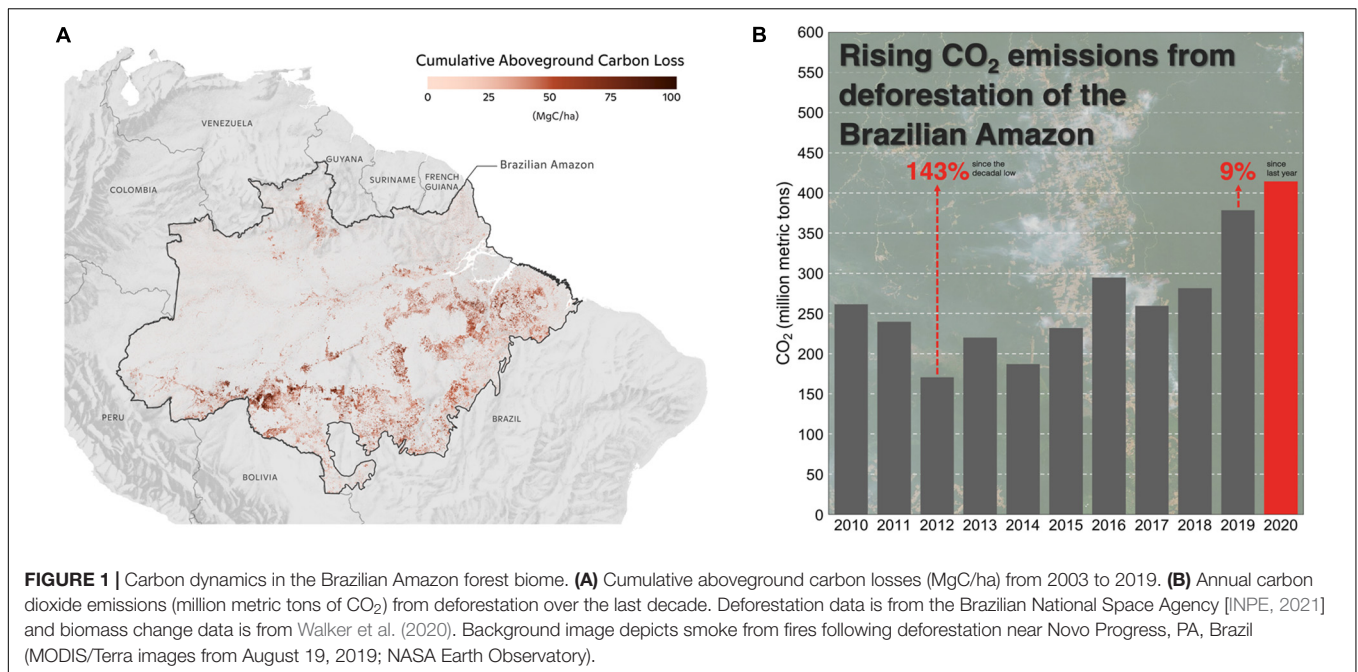 A
Cumulative Aboveground Carbon Loss
0 25 50 75 100
(MgC/ha)
VENEZUELA
GUYANA
Brazilian Amazon
SURINAME
FRENCH
GUIANA
COLOMBIA
PERU
BRAZIL
BOLIVIA
B
Rising CO₂ emissions from
deforestation of the
Brazilian Amazon
143% since the
decadal low
9% since
last year
CO₂ (million metric tons)
600
550
500
450
400
350
300
250
200
150
100
50
0
2010 2011 2012 2013 2014 2015 2016 2017 2018 2019 2020
FIGURE 1 | Carbon dynamics in the Brazilian Amazon forest biome. (A) Cumulative aboveground carbon losses (MgC/ha) from 2003 to 2019. (B) Annual carbon
dioxide emissions (million metric tons of CO₂) from deforestation over the last decade. Deforestation data is from the Brazilian National Space Agency [INPE, 2021]
and biomass change data is from Walker et al. (2020). Background image depicts smoke from fires following deforestation near Novo Progress, PA, Brazil
(MODIS/Terra images from August 19, 2019; NASA Earth Observatory).